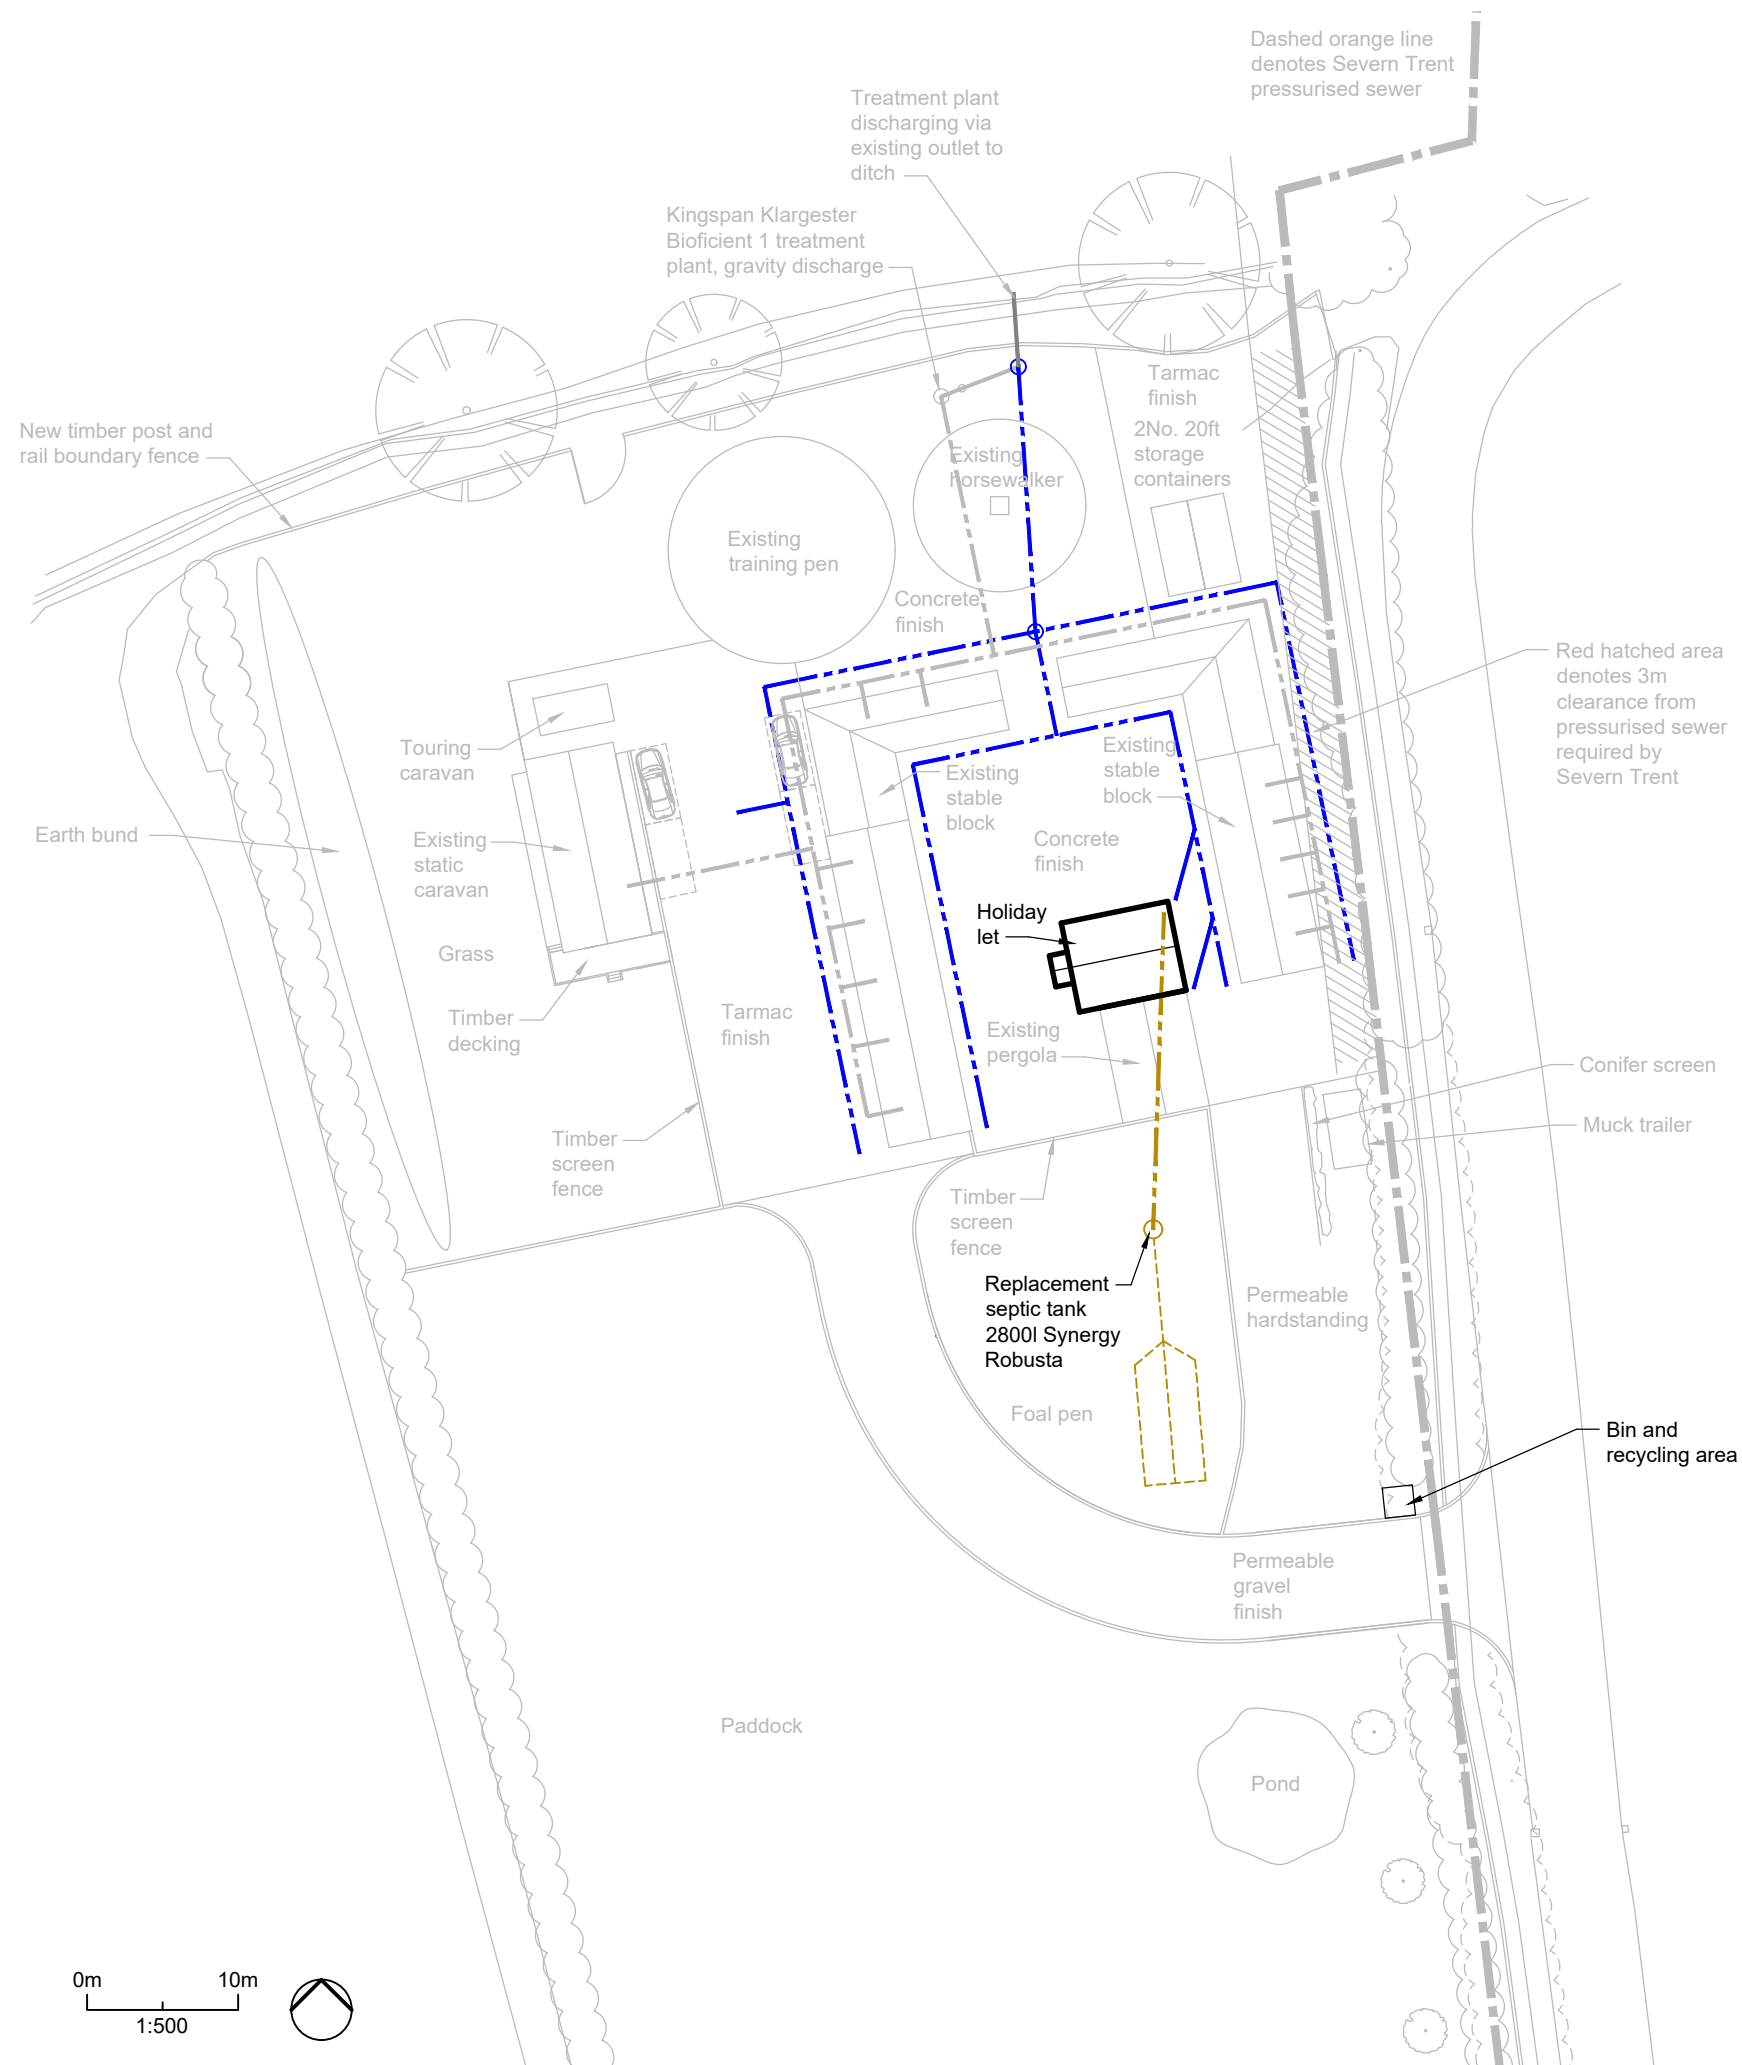 Dashed orange line
denotes Severn Trent
pressurised sewer
Treatment plant
discharging via
existing outlet to
ditch
Kingspan Klargester
Bioficient 1 treatment
plant, gravity discharge
New timber post and
rail boundary fence
Tarmac
finish
2No. 20ft
storage
containers
Existing
horsewalker
Existing
training pen
Concrete
finish
Red hatched area
denotes 3m
clearance from
pressurised sewer
required by
Severn Trent
Touring
caravan
Existing
stable
block
Existing
stable
block
Earth bund
Existing
static
caravan
Concrete
finish
Holiday
let
Grass
Timber
decking
Tarmac
finish
Existing
pergola
Conifer screen
Muck trailer
Timber
screen
fence
Timber
screen
fence
Replacement
septic tank
2800l Synergy
Robusta
Permeable
hardstanding
Foal pen
Bin and
recycling area
Permeable
gravel
finish
Paddock
Pond
0m 10m
1:500